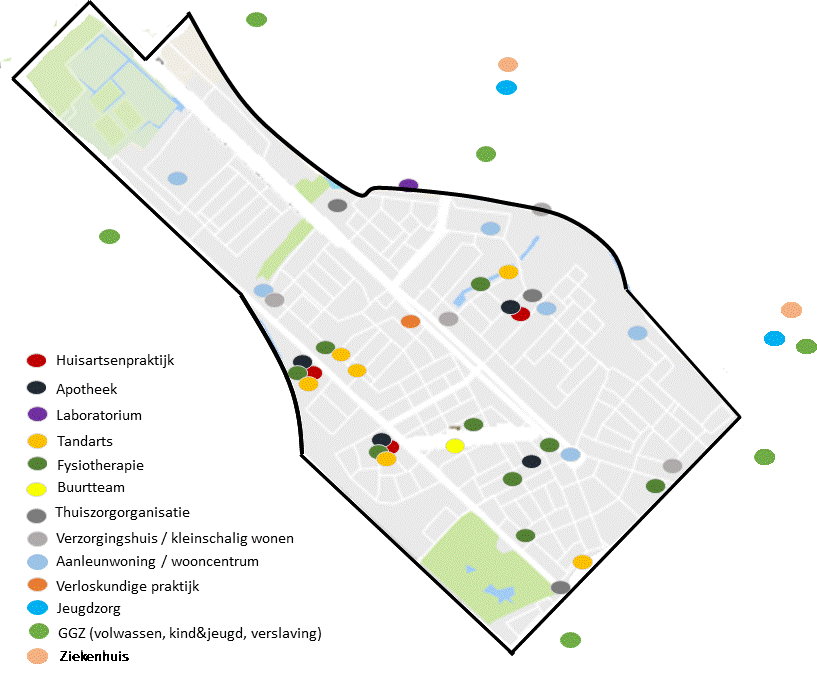 Huisartsenpraktijk
Apotheek
Laboratorium
Tandarts
Fysiotherapie
Buurtteam
Thuiszorgorganisatie
Verzorgingshuis / kleinschalig wonen
Aanleunwoning / wooncentrum
Verloskundige praktijk
Jeugdzorg
GGZ (volwassen, kind&jeugd, verslaving)
Ziekenhuis